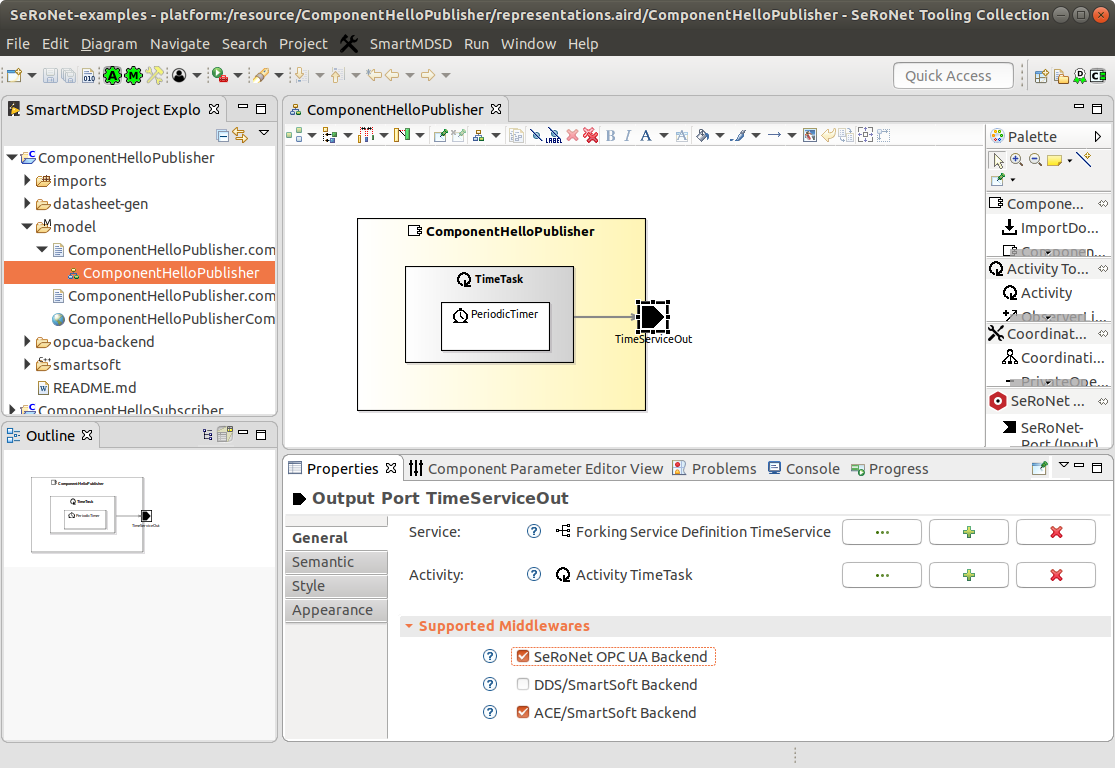 SeRoNet-examples - platform:/resource/ComponentHelloPublisher/representations.aird/ComponentHelloPublisher - SeRoNet Tooling Collection
File Edit Diagram Navigate Search Project SmartMDSD Run Window Help
Quick Access
SmartMDSD Project Explo
ComponentHelloPublisher
imports
datasheet-gen
model
ComponentHelloPublisher.com
ComponentHelloPublisher
ComponentHelloPublisher.com
ComponentHelloPublisherCom
opcua-backend
smartsoft
README.md
ComponentHelloSubscriber
Outline
ComponentHelloPublisher
TimeTask
PeriodicTimer
TimeServiceOut
ComponentHelloPublisher
LABEL
B I A
ComponentHelloPublisher
TimeTask
PeriodicTimer
TimeServiceOut
Palette
Compone...
ImportDo...
Componen...
Activity To...
Activity
ObserverLi...
Coordinat...
Coordinati...
PrivateOpe...
SeRoNet ...
SeRoNet-
Port (Input)
Properties Component Parameter Editor View Problems Console Progress
Output Port TimeServiceOut
General
Semantic
Style
Appearance
Service: Forking Service Definition TimeService ...
Activity: Activity TimeTask ...
Supported Middlewares
SeRoNet OPC UA Backend
DDS/SmartSoft Backend
ACE/SmartSoft Backend